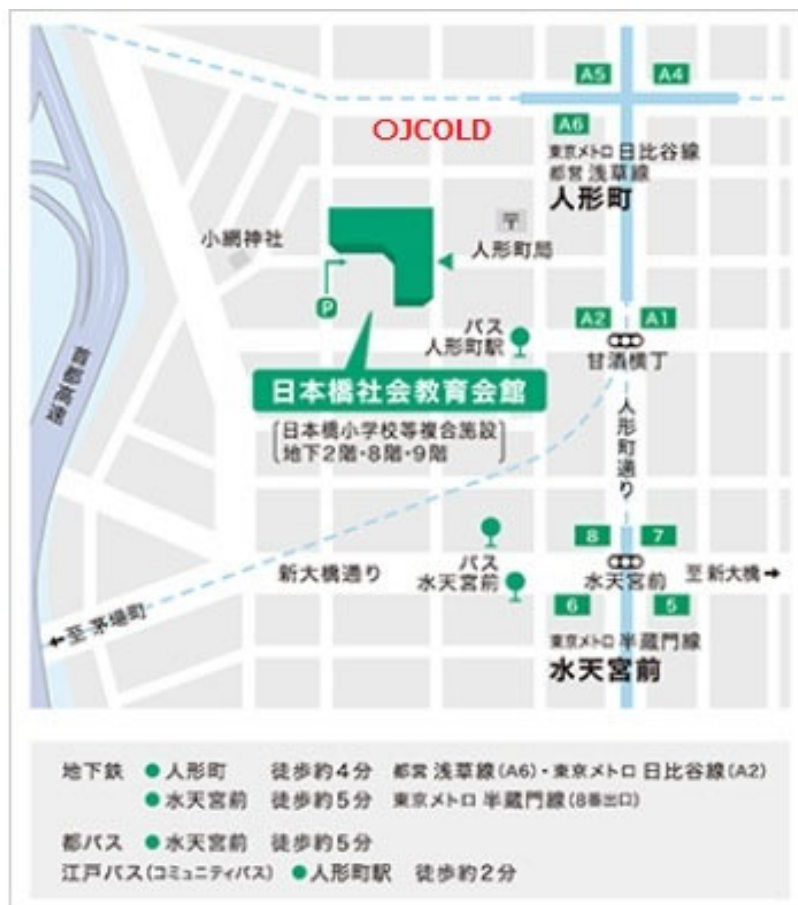 A5
A4
〇JCOLD
A6
東京メトロ 日比谷線
都営 浅草線
人形町
〒
人形町局
小網神社
P
A2
A1
バス
人形町駅
甘酒横丁
首都高速
日本橋社会教育会館
日本橋小学校等複合施設
地下2階・8階・9階
人形町通り
8
7
バス
水天宮前
新大橋通り
水天宮前
至 新大橋→
6
5
←至 茅場町
東京メトロ 半蔵門線
水天宮前
地下鉄 ●人形町 徒歩約4分 都営 浅草線(A6)・東京メトロ 日比谷線(A2)
●水天宮前 徒歩約5分 東京メトロ 半蔵門線(8番出口)
都バス ●水天宮前 徒歩約5分
江戸バス(コミュニティバス) ●人形町駅 徒歩約2分